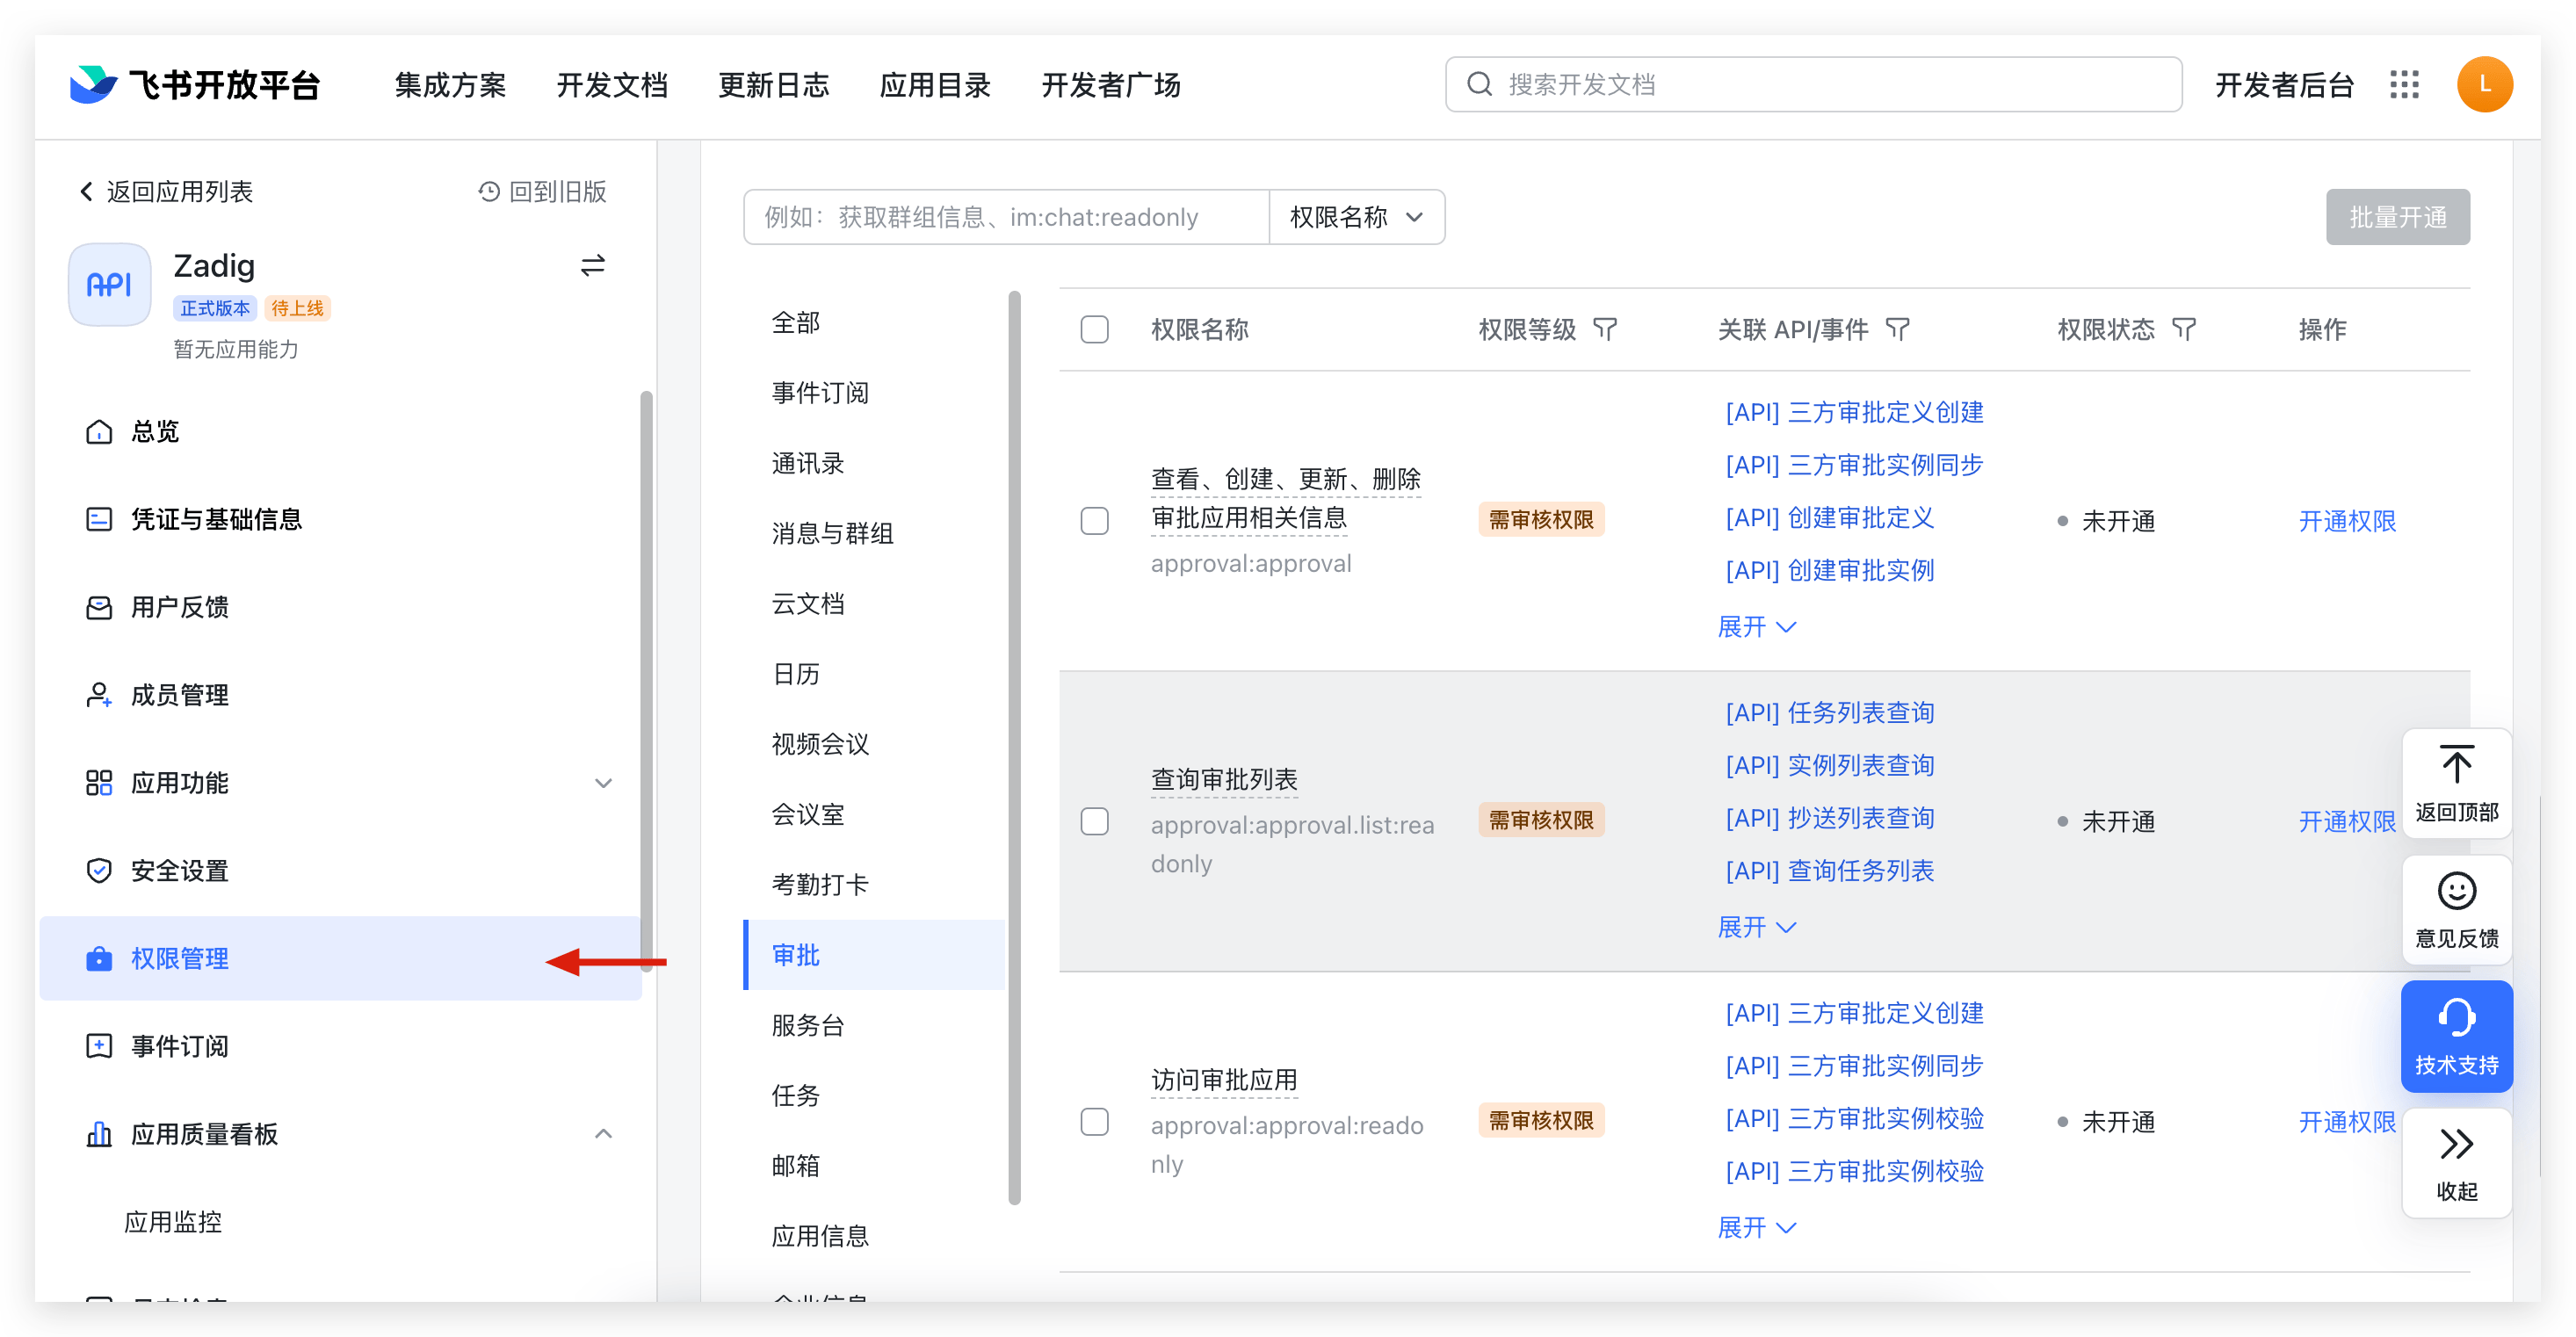 飞书开放平台
集成方案
开发文档
更新日志
应用目录
开发者广场
搜索开发文档
开发者后台
L
返回应用列表
回到旧版
API
Zadig
正式版本
待上线
暂无应用能力
总览
凭证与基础信息
用户反馈
成员管理
应用功能
安全设置
权限管理
事件订阅
应用质量看板
应用监控
例如：获取群组信息、im:chat:readonly
权限名称
批量开通
全部
事件订阅
通讯录
消息与群组
云文档
日历
视频会议
会议室
考勤打卡
审批
服务台
任务
邮箱
应用信息
权限名称
权限等级
关联 API/事件
权限状态
操作
查看、创建、更新、删除
审批应用相关信息
approval:approval
需审核权限
[API] 三方审批定义创建
[API] 三方审批实例同步
[API] 创建审批定义
[API] 创建审批实例
展开
未开通
开通权限
查询审批列表
approval:approval.list:rea
donly
需审核权限
[API] 任务列表查询
[API] 实例列表查询
[API] 抄送列表查询
[API] 查询任务列表
展开
未开通
开通权限
访问审批应用
approval:approval:reado
nly
需审核权限
[API] 三方审批定义创建
[API] 三方审批实例同步
[API] 三方审批实例校验
[API] 三方审批实例校验
展开
未开通
开通权限
返回顶部
意见反馈
技术支持
收起